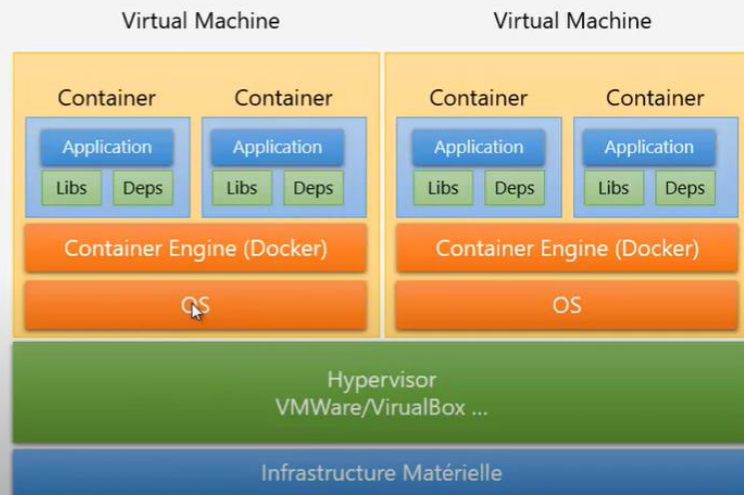 Virtual Machine
Virtual Machine
Container
Container
Container
Container
Application
Application
Application
Application
Libs
Deps
Libs
Deps
Libs
Deps
Libs
Deps
Container Engine (Docker)
Container Engine (Docker)
OS
OS
Hypervisor
VMWare/VirualBox ...
Infrastructure Matérielle